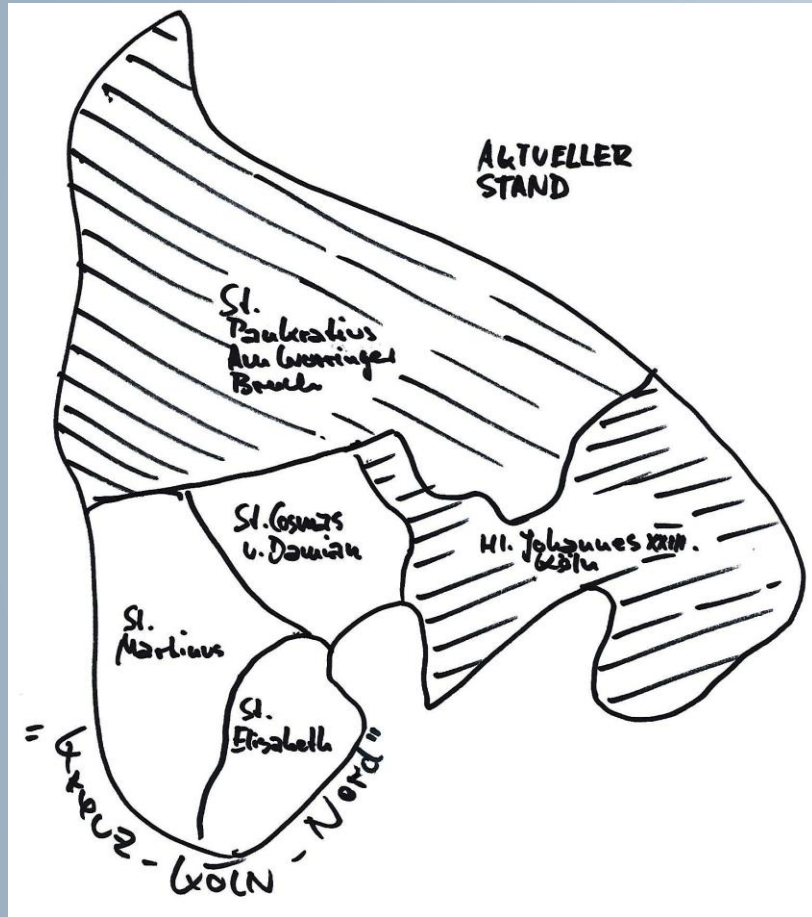 AKTUELLER
STAND
St.
Pankratius
Am Worringer
Bruch
St. Cosmas
u. Damian
Hl. Johannes XXIII.
Köln
St.
Martinus
St.
Elisabeth
"Kreuz-Köln-Nord"